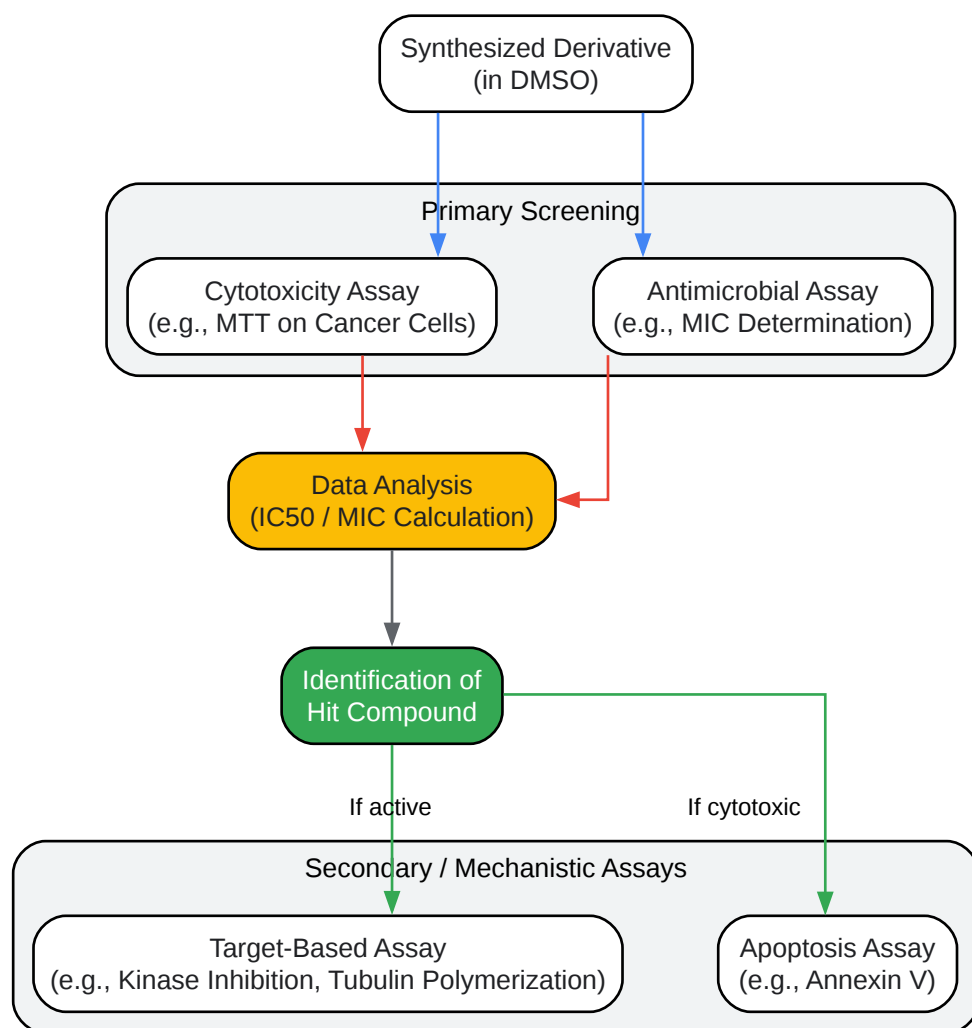 Synthesized Derivative
(in DMSO)
Primary Screening
Cytotoxicity Assay
(e.g., MTT on Cancer Cells)
Antimicrobial Assay
(e.g., MIC Determination)
Data Analysis
(IC50 / MIC Calculation)
Identification of
Hit Compound
If active
If cytotoxic
Secondary / Mechanistic Assays
Target-Based Assay
(e.g., Kinase Inhibition, Tubulin Polymerization)
Apoptosis Assay
(e.g., Annexin V)